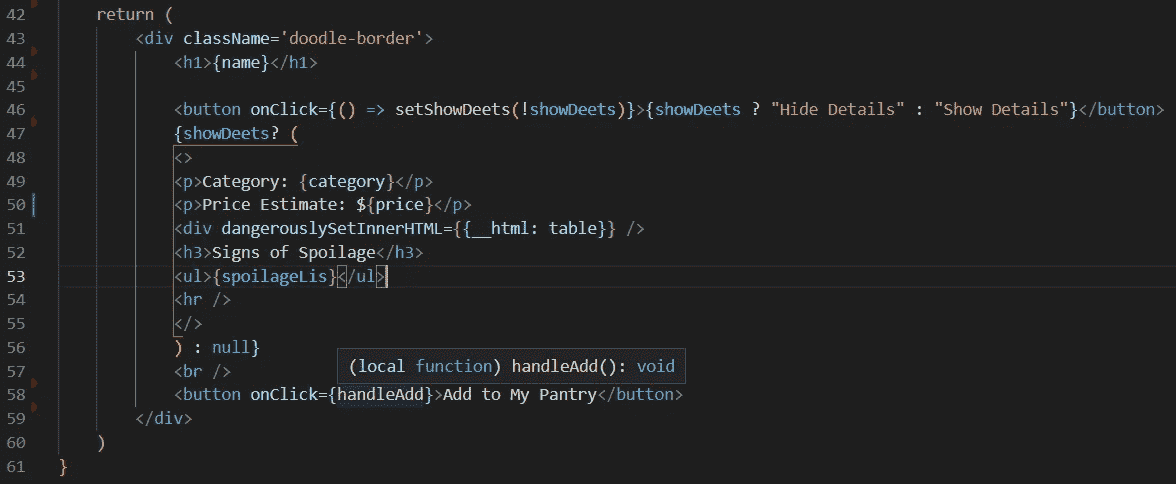 42 return (
43 <div className='doodle-border'>
44 <h1>{name}</h1>
45
46 <button onClick={() => setShowDeets(!showDeets)}>{showDeets ? "Hide Details" : "Show Details"}</button>
47 {showDeets? (
48 <>
49 <p>Category: {category}</p>
50 <p>Price Estimate: ${price}</p>
51 <div dangerouslySetInnerHTML={{__html: table}} />
52 <h3>Signs of Spoilage</h3>
53 <ul>{spoilageLis}</ul>
54 <hr />
55 </>
56 ) : null}
(local function) handleAdd(): void
57 <br />
58 <button onClick={handleAdd}>Add to My Pantry</button>
59 </div>
60 )
61 }